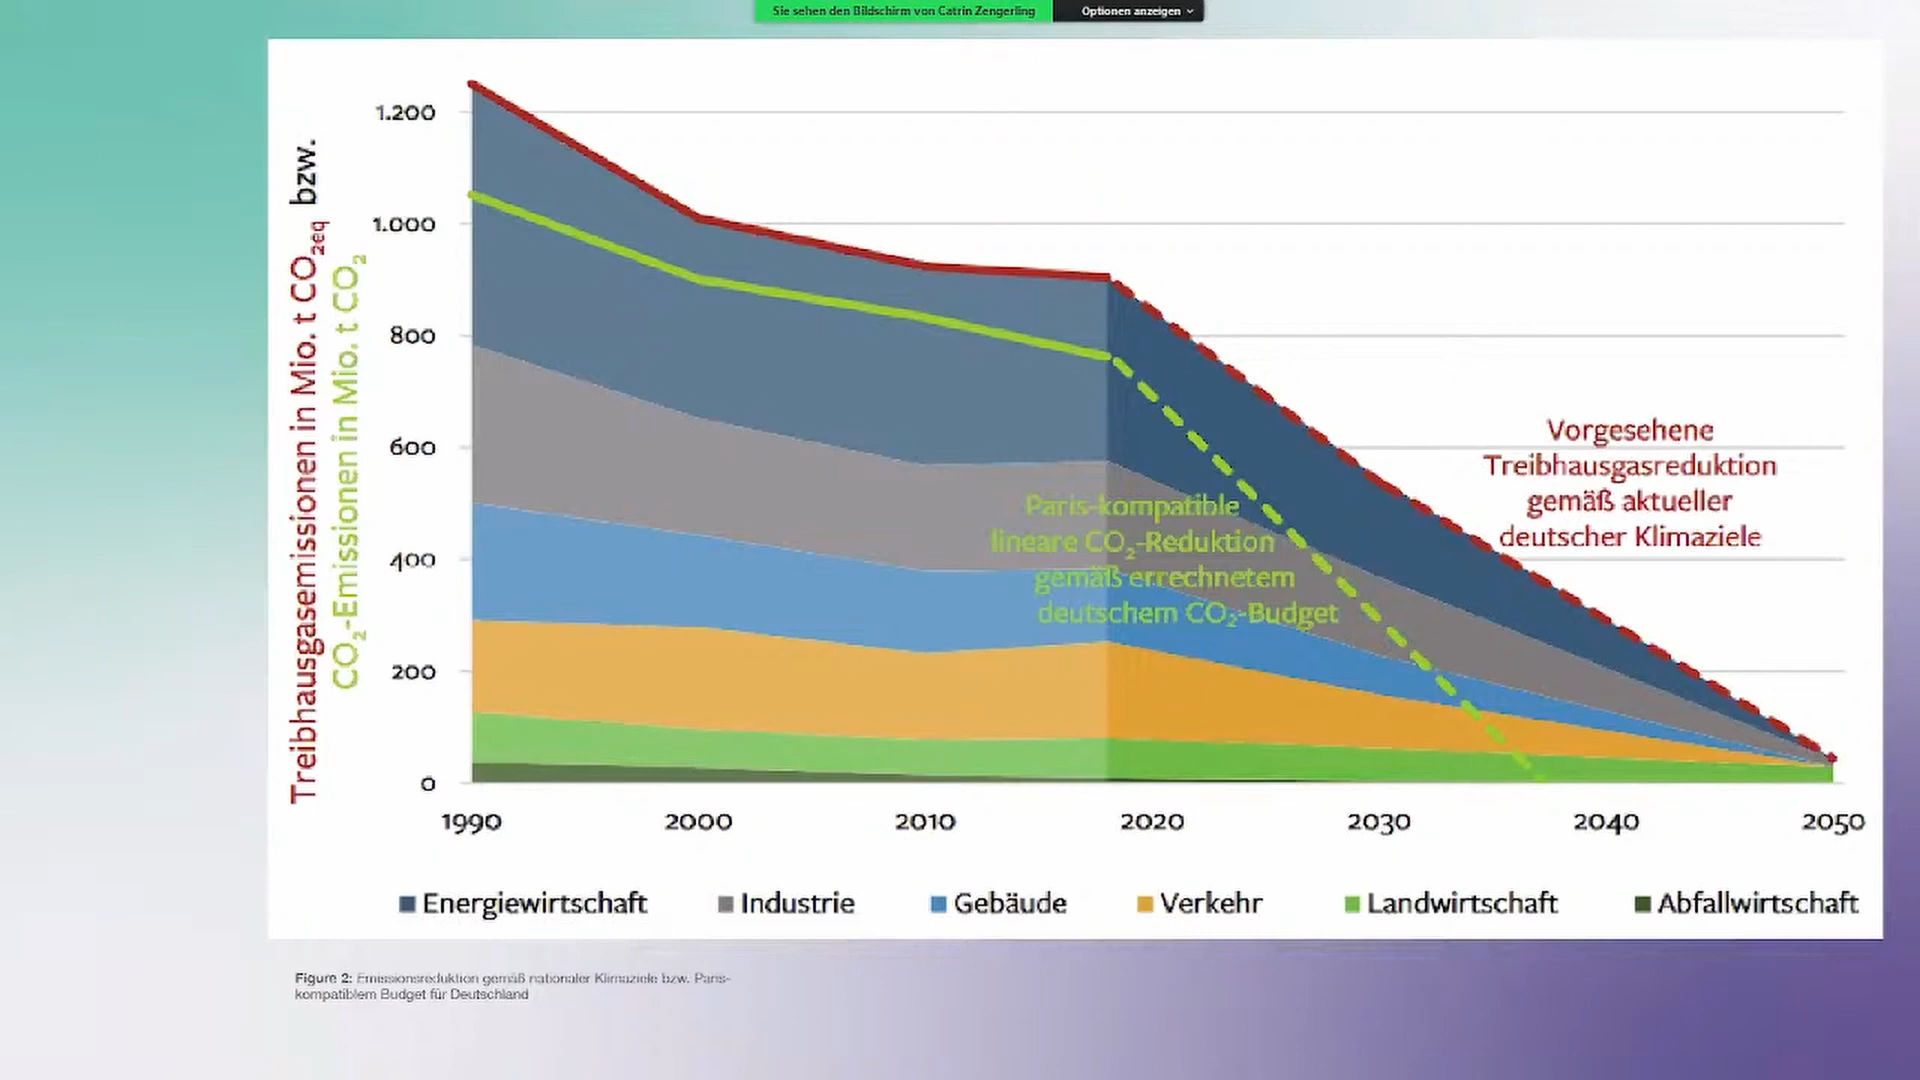 Sie sehen den Bildschirm von Catrin Zengerling
Optionen anzeigen
Treibhausgasemissionen in Mio. t CO₂eq bzw.
CO₂-Emissionen in Mio. t CO₂
1.200
1.000
800
600
400
200
0
Vorgesehene
Treibhausgasreduktion
gemäß aktueller
deutscher Klimaziele
Paris-kompatible
lineare CO₂-Reduktion
gemäß errechnetem
deutschem CO₂-Budget
1990 2000 2010 2020 2030 2040 2050
Energiewirtschaft Industrie Gebäude Verkehr Landwirtschaft Abfallwirtschaft
Figure 2: Emissionsreduktion gemäß nationaler Klimaziele bzw. Paris-
kompatiblem Budget für Deutschland